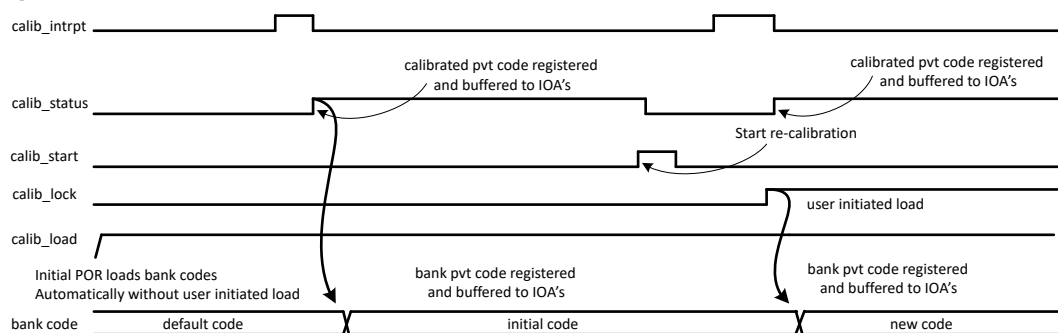 calib_intrpt
calibrated pvt code registered
and buffered to IOA's
calibrated pvt code registered
and buffered to IOA's
calib_status
Start re-calibration
calib_start
calib_lock
user initiated load
calib_load
Initial POR loads bank codes
Automatically without user initiated load
bank pvt code registered
and buffered to IOA's
bank pvt code registered
and buffered to IOA's
bank code
default code
initial code
new code